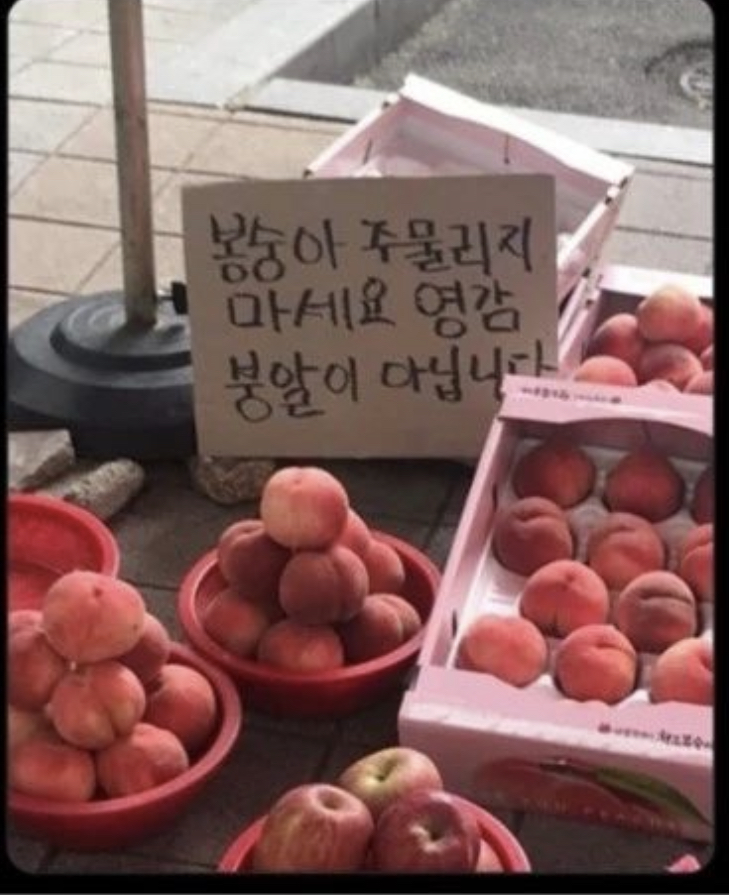 봉숭아 주물리지
마세요 영감
붕알이 아닙니다